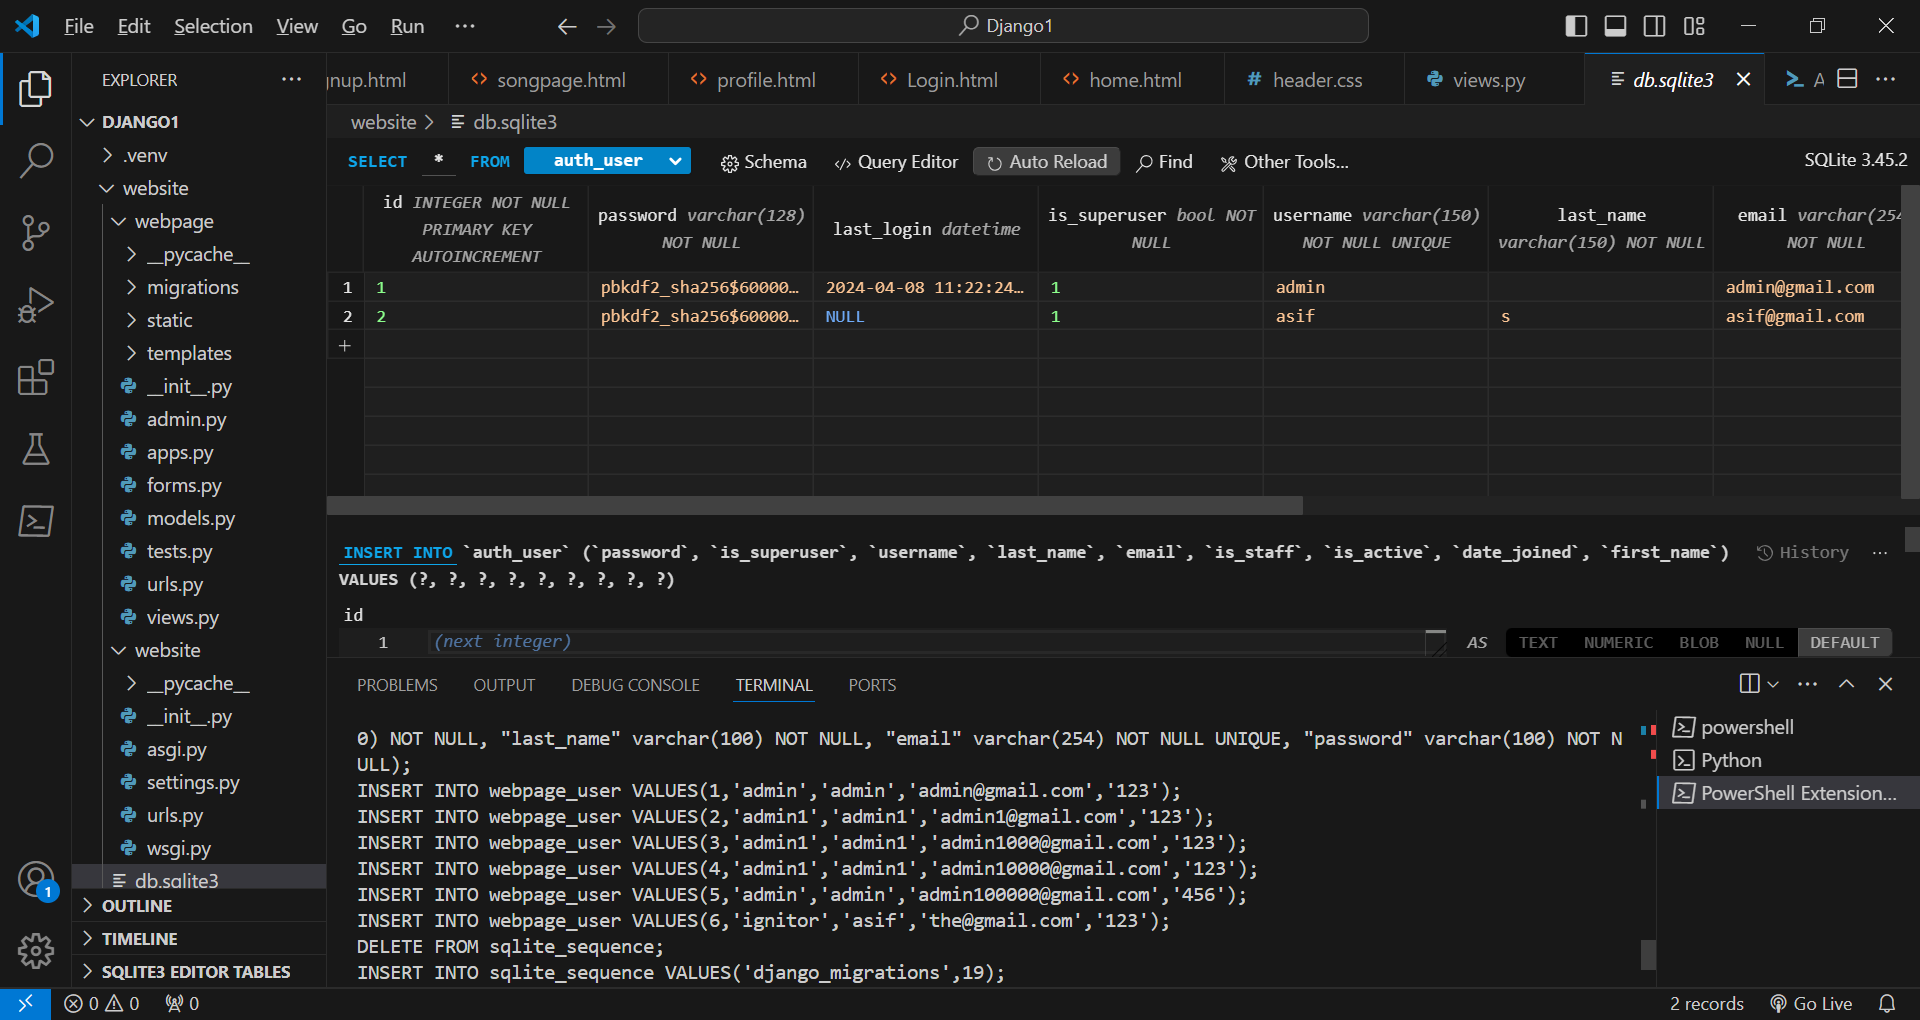 File Edit Selection View Go Run ···
Django1
EXPLORER ···
nup.html songpage.html profile.html Login.html home.html # header.css views.py db.sqlite3 A ···
DJANGO1
.venv
website
webpage
__pycache__
migrations
static
templates
__init__.py
admin.py
apps.py
forms.py
models.py
tests.py
urls.py
views.py
website
__pycache__
__init__.py
asgi.py
settings.py
urls.py
wsgi.py
db.sqlite3
OUTLINE
TIMELINE
SQLITE3 EDITOR TABLES
1
website > db.sqlite3
SELECT * FROM auth_user Schema Query Editor Auto Reload Find Other Tools... SQLite 3.45.2
id INTEGER NOT NULL PRIMARY KEY AUTOINCREMENT
password varchar(128) NOT NULL
last_login datetime
is_superuser bool NOT NULL
username varchar(150) NOT NULL UNIQUE
last_name varchar(150) NOT NULL
email varchar(254 NOT NULL
1 1 pbkdf2_sha256$60000… 2024-04-08 11:22:24… 1 admin admin@gmail.com
2 2 pbkdf2_sha256$60000… NULL 1 asif s asif@gmail.com
+
INSERT INTO `auth_user` (`password`, `is_superuser`, `username`, `last_name`, `email`, `is_staff`, `is_active`, `date_joined`, `first_name`) History ···
VALUES (?, ?, ?, ?, ?, ?, ?, ?, ?)
id
1 (next integer) AS TEXT NUMERIC BLOB NULL DEFAULT
PROBLEMS OUTPUT DEBUG CONSOLE TERMINAL PORTS ···
0) NOT NULL, "last_name" varchar(100) NOT NULL, "email" varchar(254) NOT NULL UNIQUE, "password" varchar(100) NOT N
ULL);
INSERT INTO webpage_user VALUES(1,'admin','admin','admin@gmail.com','123');
INSERT INTO webpage_user VALUES(2,'admin1','admin1','admin1@gmail.com','123');
INSERT INTO webpage_user VALUES(3,'admin1','admin1','admin1000@gmail.com','123');
INSERT INTO webpage_user VALUES(4,'admin1','admin1','admin10000@gmail.com','123');
INSERT INTO webpage_user VALUES(5,'admin','admin','admin100000@gmail.com','456');
INSERT INTO webpage_user VALUES(6,'ignitor','asif','the@gmail.com','123');
DELETE FROM sqlite_sequence;
INSERT INTO sqlite_sequence VALUES('django_migrations',19);
powershell
Python
PowerShell Extension...
0 0 0 2 records Go Live